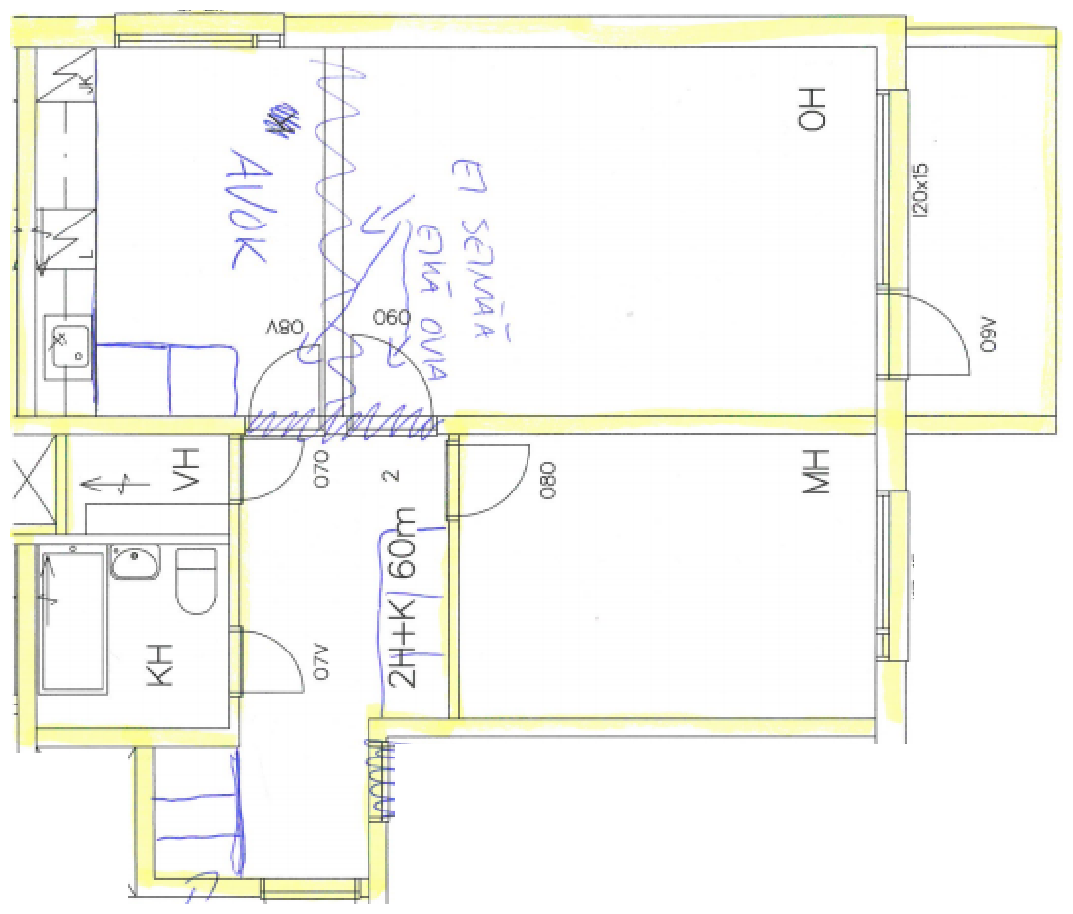 JK
K
AVOK
OH
EI SEINÄÄ
EIKÄ OVIA
120x15
L
08V
090
09V
VH
070
2
080
MH
2H+K 60m
KH
07V